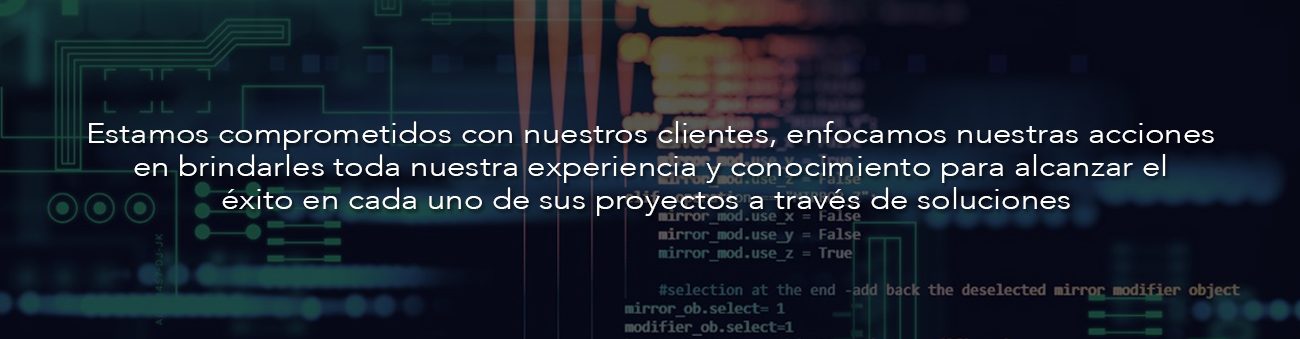 Estamos comprometidos con nuestros clientes, enfocamos nuestras acciones
en brindarles toda nuestra experiencia y conocimiento para alcanzar el
éxito en cada uno de sus proyectos a través de soluciones
mirror_mod.use_x = False
mirror_mod.use_y = False
mirror_mod.use_z = True
#selection at the end -add back the deselected mirror modifier object
mirror_ob.select= 1
modifier_ob.select=1